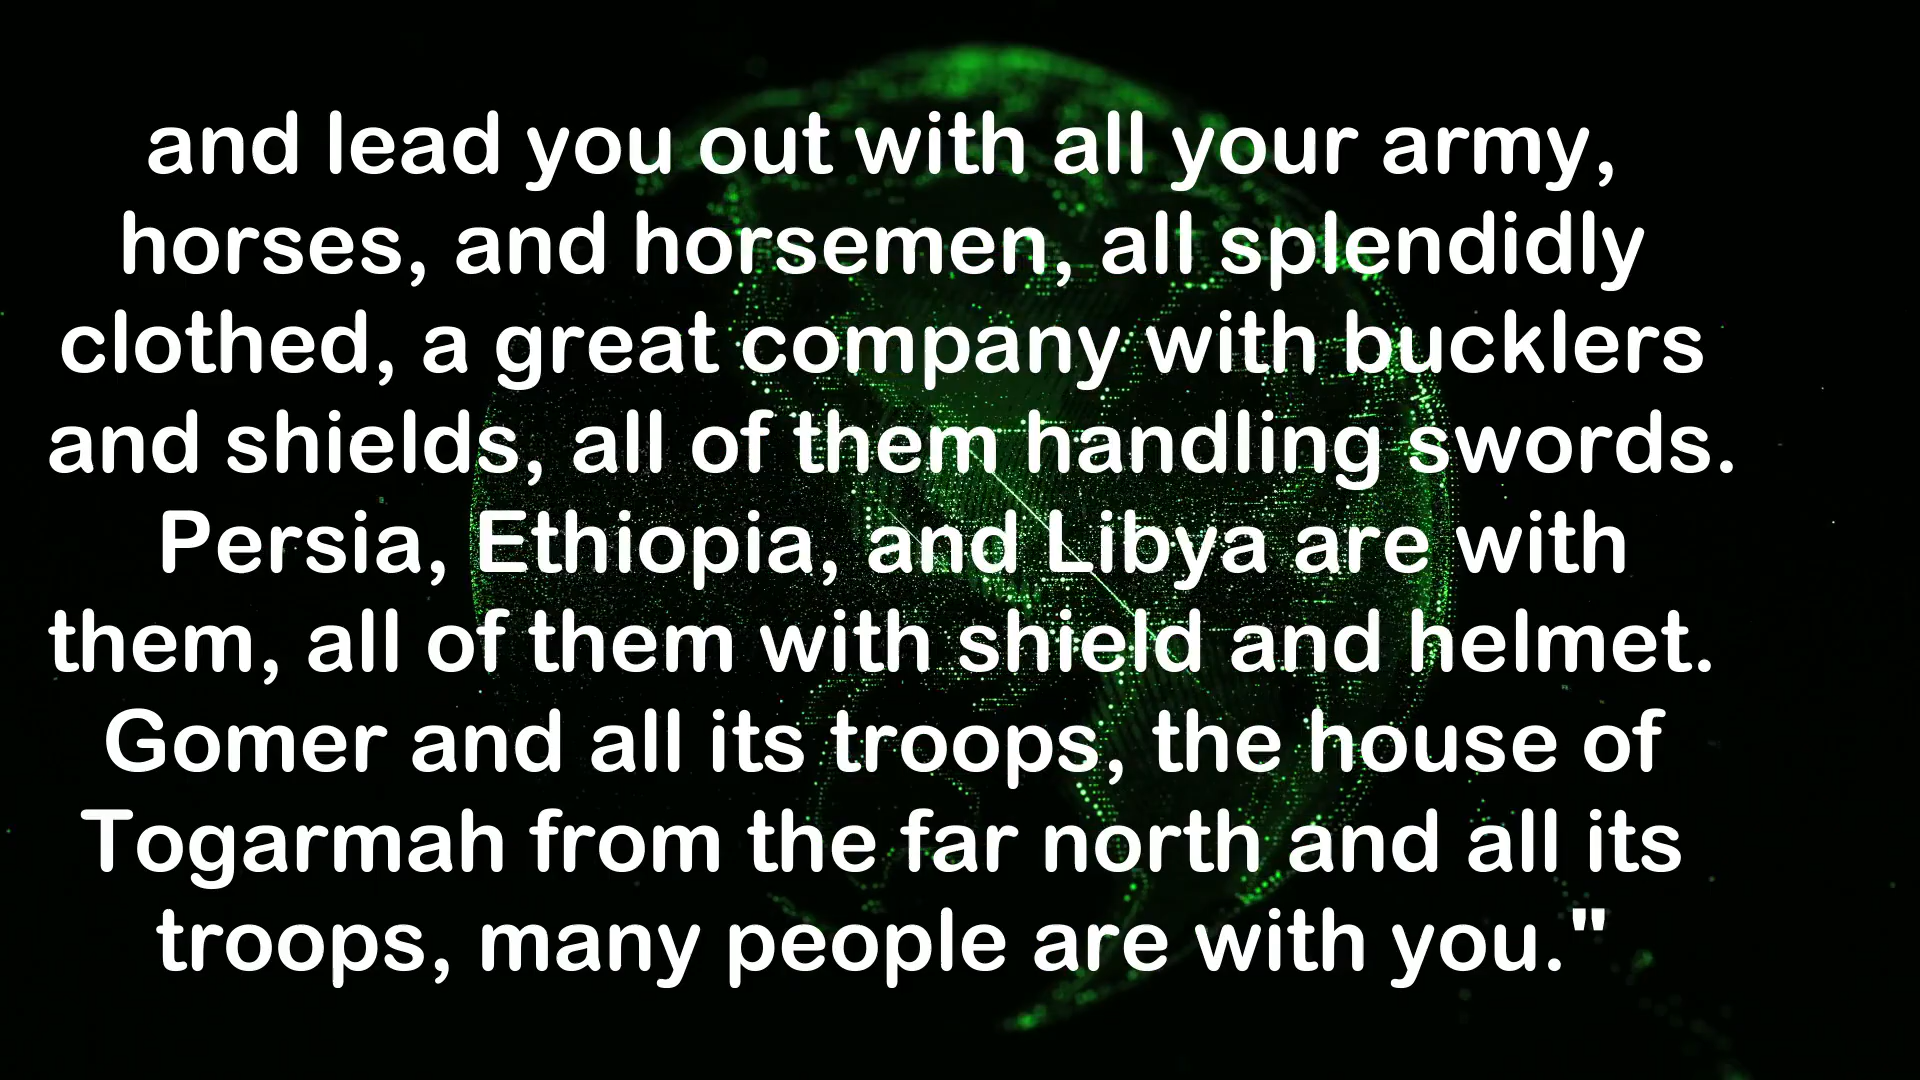 and lead you out with all your army,
horses, and horsemen, all splendidly
clothed, a great company with bucklers
and shields, all of them handling swords.
Persia, Ethiopia, and Libya are with
them, all of them with shield and helmet.
Gomer and all its troops, the house of
Togarmah from the far north and all its
troops, many people are with you."